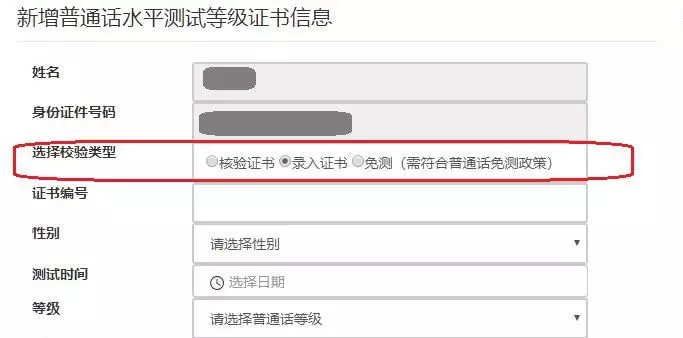 新增普通话水平测试等级证书信息
姓名
身份证件号码
选择校验类型 核验证书 录入证书 免测（需符合普通话免测政策）
证书编号
性别 请选择性别
测试时间 选择日期
等级 请选择普通话等级